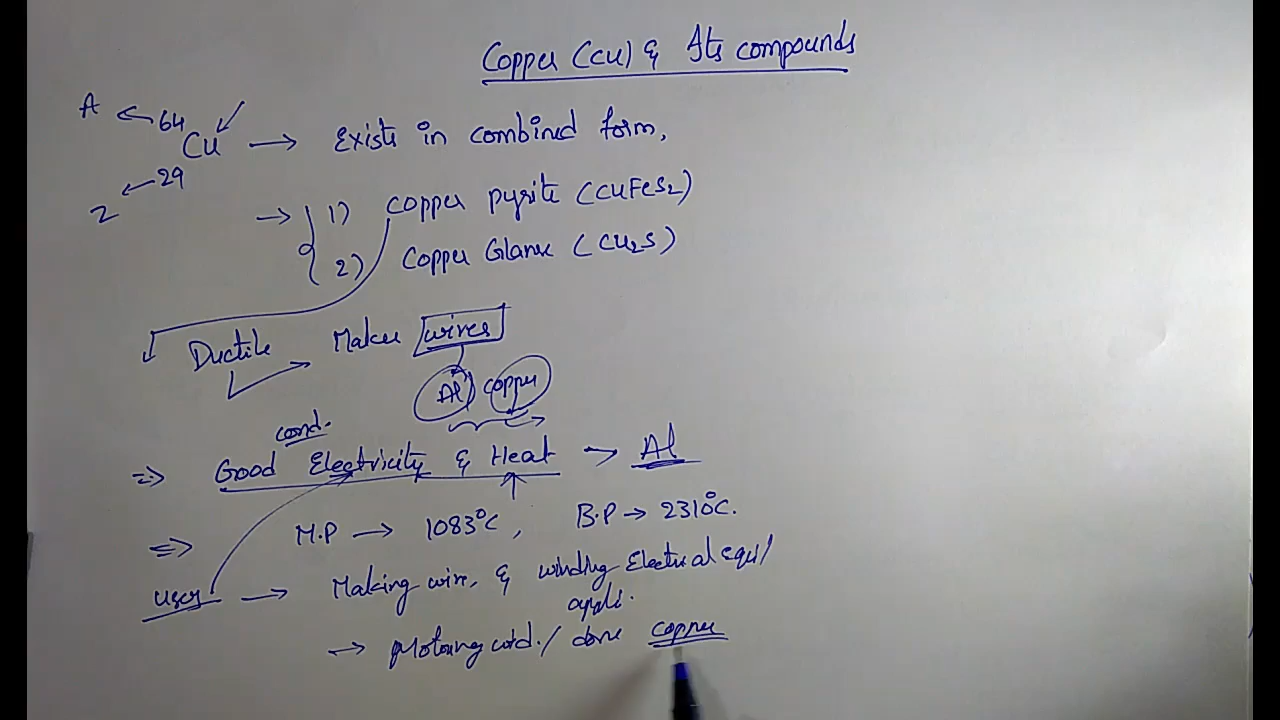 Copper (Cu) & Its compounds
A ← 64
Cu → Exists in combined form,
Z ← 29
→ 1) Copper pyrite (CuFeS2)
2) Copper Glanse (Cu2S)
Ductile Makes wires
Al copper
cond.
⇒ Good Electricity & Heat → Al
⇒ M.P → 1083°C, B.P → 2310°C.
Uses → Making wire, & winding Electrical equi/
appli.
→ / done copper